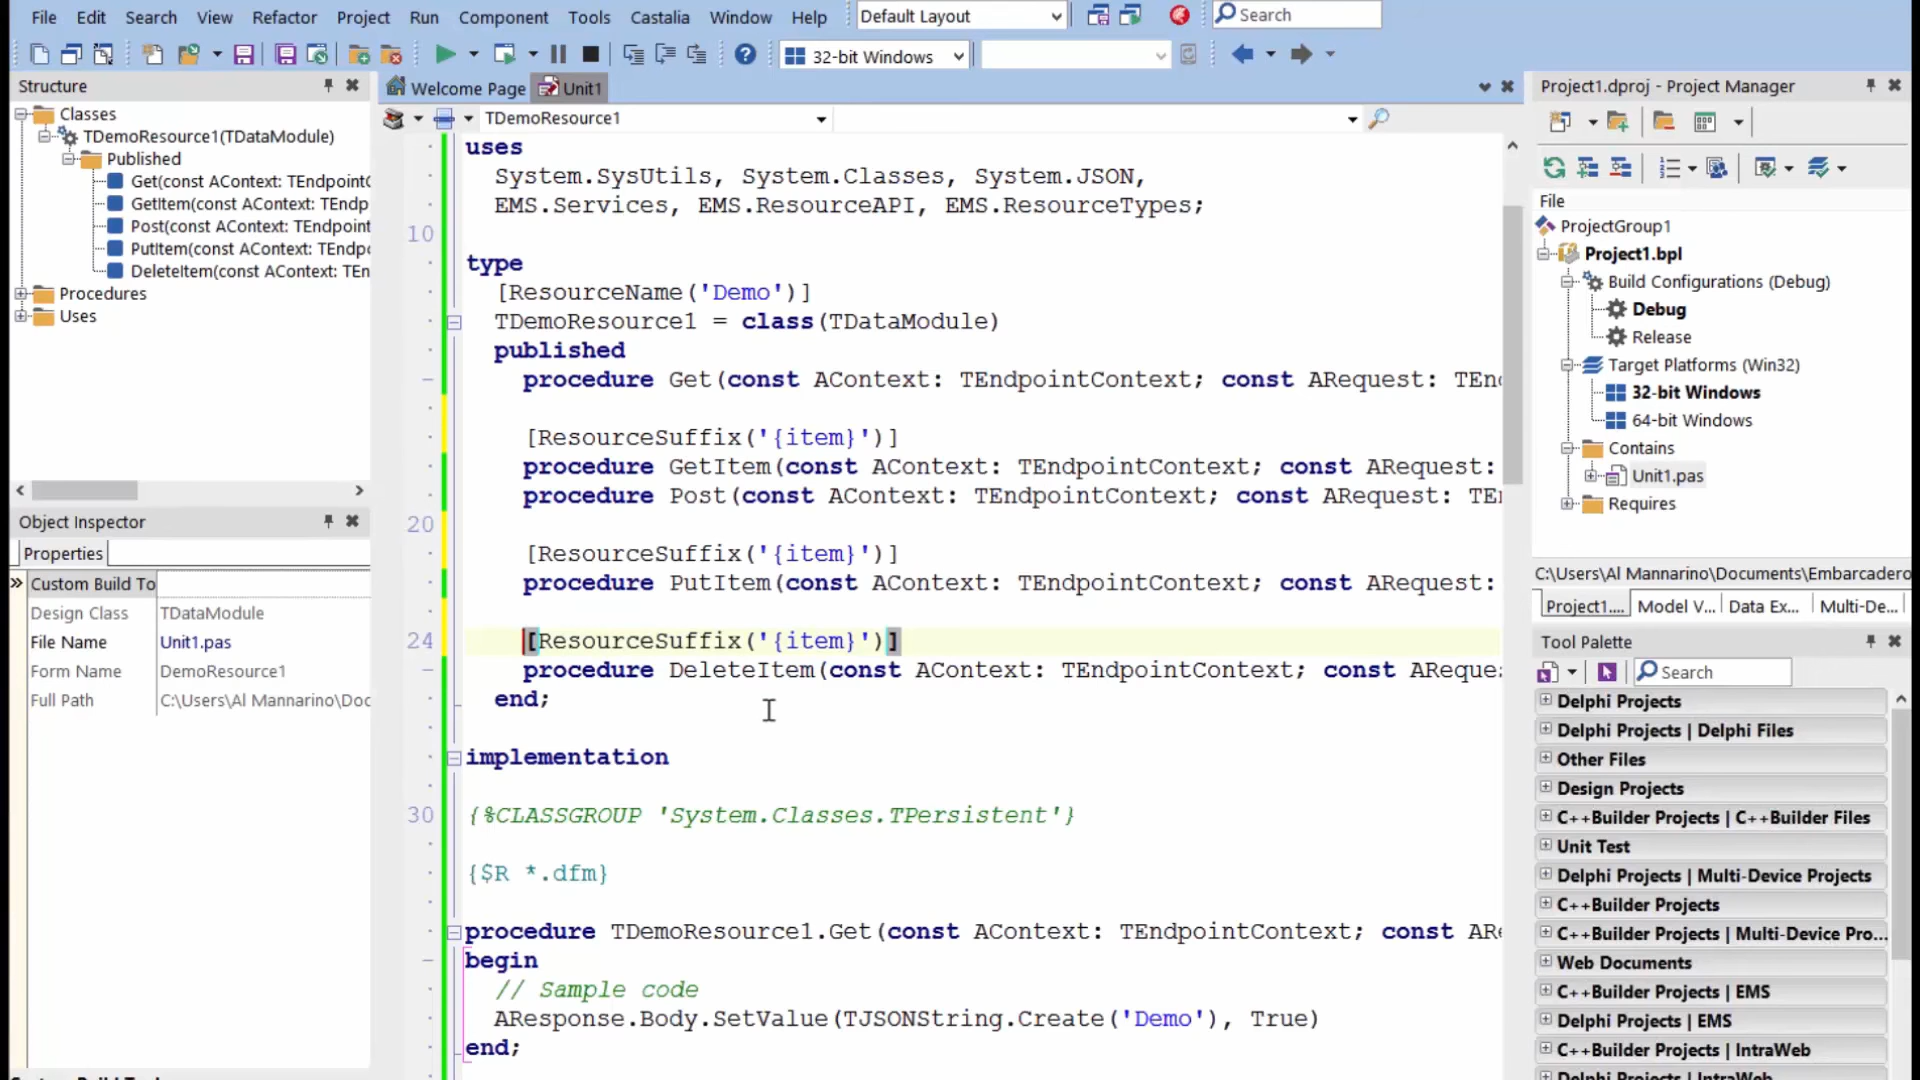 File Edit Search View Refactor Project Run Component Tools Castalia Window Help Default Layout Search
32-bit Windows
Structure
Classes
TDemoResource1(TDataModule)
Published
Get(const AContext: TEndpointC
GetItem(const AContext: TEndp
Post(const AContext: TEndpoint
PutItem(const AContext: TEndpo
DeleteItem(const AContext: TEn
Procedures
Uses
Object Inspector
Properties
Custom Build To
Design Class TDataModule
File Name Unit1.pas
Form Name DemoResource1
Full Path C:\Users\Al Mannarino\Doc
Welcome Page Unit1
TDemoResource1
uses
System.SysUtils, System.Classes, System.JSON,
EMS.Services, EMS.ResourceAPI, EMS.ResourceTypes;
10
type
[ResourceName('Demo')]
TDemoResource1 = class(TDataModule)
published
procedure Get(const AContext: TEndpointContext; const ARequest: TEnd
[ResourceSuffix('{item}')]
procedure GetItem(const AContext: TEndpointContext; const ARequest:
procedure Post(const AContext: TEndpointContext; const ARequest: TEn
20
[ResourceSuffix('{item}')]
procedure PutItem(const AContext: TEndpointContext; const ARequest:
24 [ResourceSuffix('{item}')]
procedure DeleteItem(const AContext: TEndpointContext; const AReques
end;
implementation
30 {%CLASSGROUP 'System.Classes.TPersistent'}
{$R *.dfm}
procedure TDemoResource1.Get(const AContext: TEndpointContext; const ARe
begin
// Sample code
AResponse.Body.SetValue(TJSONString.Create('Demo'), True)
end;
Project1.dproj - Project Manager
File
ProjectGroup1
Project1.bpl
Build Configurations (Debug)
Debug
Release
Target Platforms (Win32)
32-bit Windows
64-bit Windows
Contains
Unit1.pas
Requires
C:\Users\Al Mannarino\Documents\Embarcadero
Project1.... Model V... Data Ex... Multi-De...
Tool Palette
Search
Delphi Projects
Delphi Projects | Delphi Files
Other Files
Design Projects
C++Builder Projects | C++Builder Files
Unit Test
Delphi Projects | Multi-Device Projects
C++Builder Projects
C++Builder Projects | Multi-Device Pro...
Web Documents
C++Builder Projects | EMS
Delphi Projects | EMS
C++Builder Projects | IntraWeb
Delphi Projects | IntraWeb